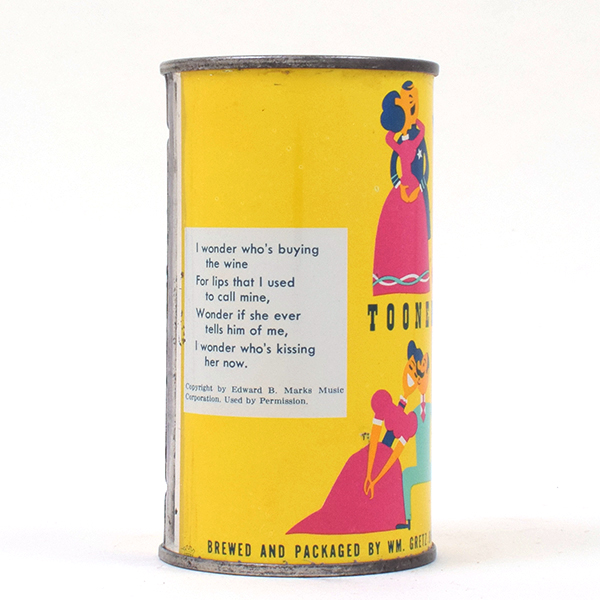 I wonder who's buying
the wine
For lips that I used
to call mine,
Wonder if she ever
tells him of me,
I wonder who's kissing
her now.
Copyright by Edward B. Marks Music
Corporation. Used by Permission.
BREWED AND PACKAGED BY WM.